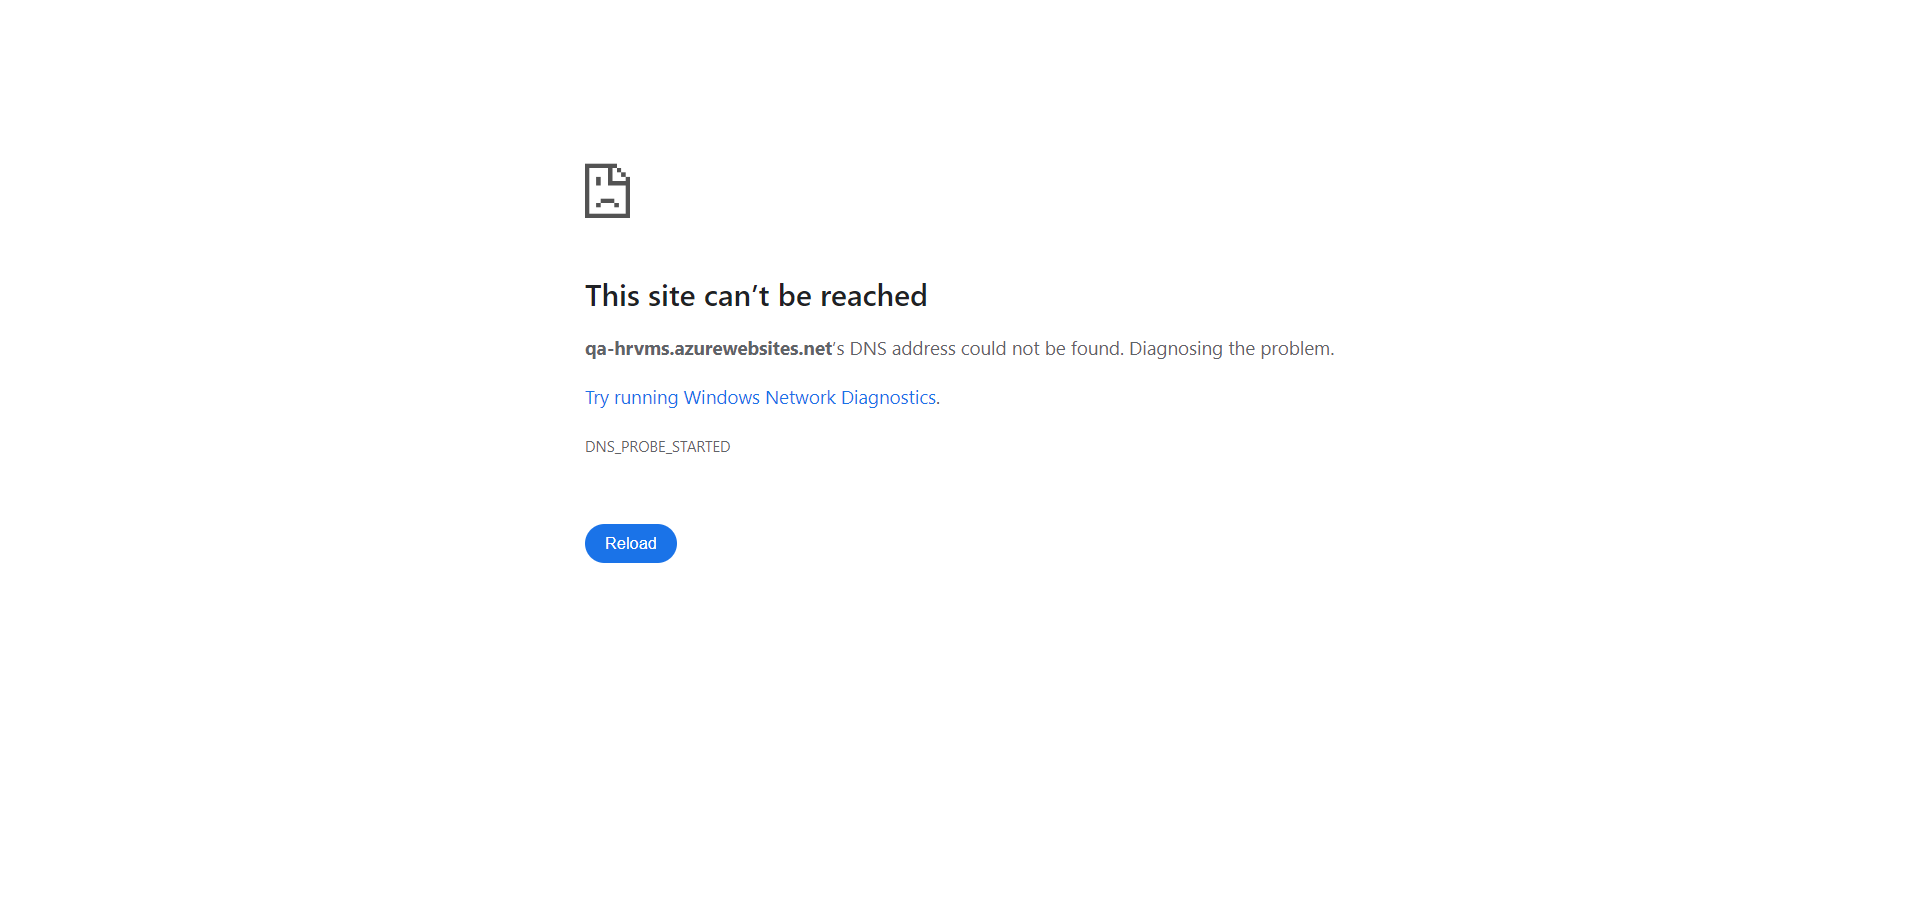 This site can’t be reached
qa-hrvms.azurewebsites.net’s DNS address could not be found. Diagnosing the problem.
Try running Windows Network Diagnostics.
DNS_PROBE_STARTED
Reload